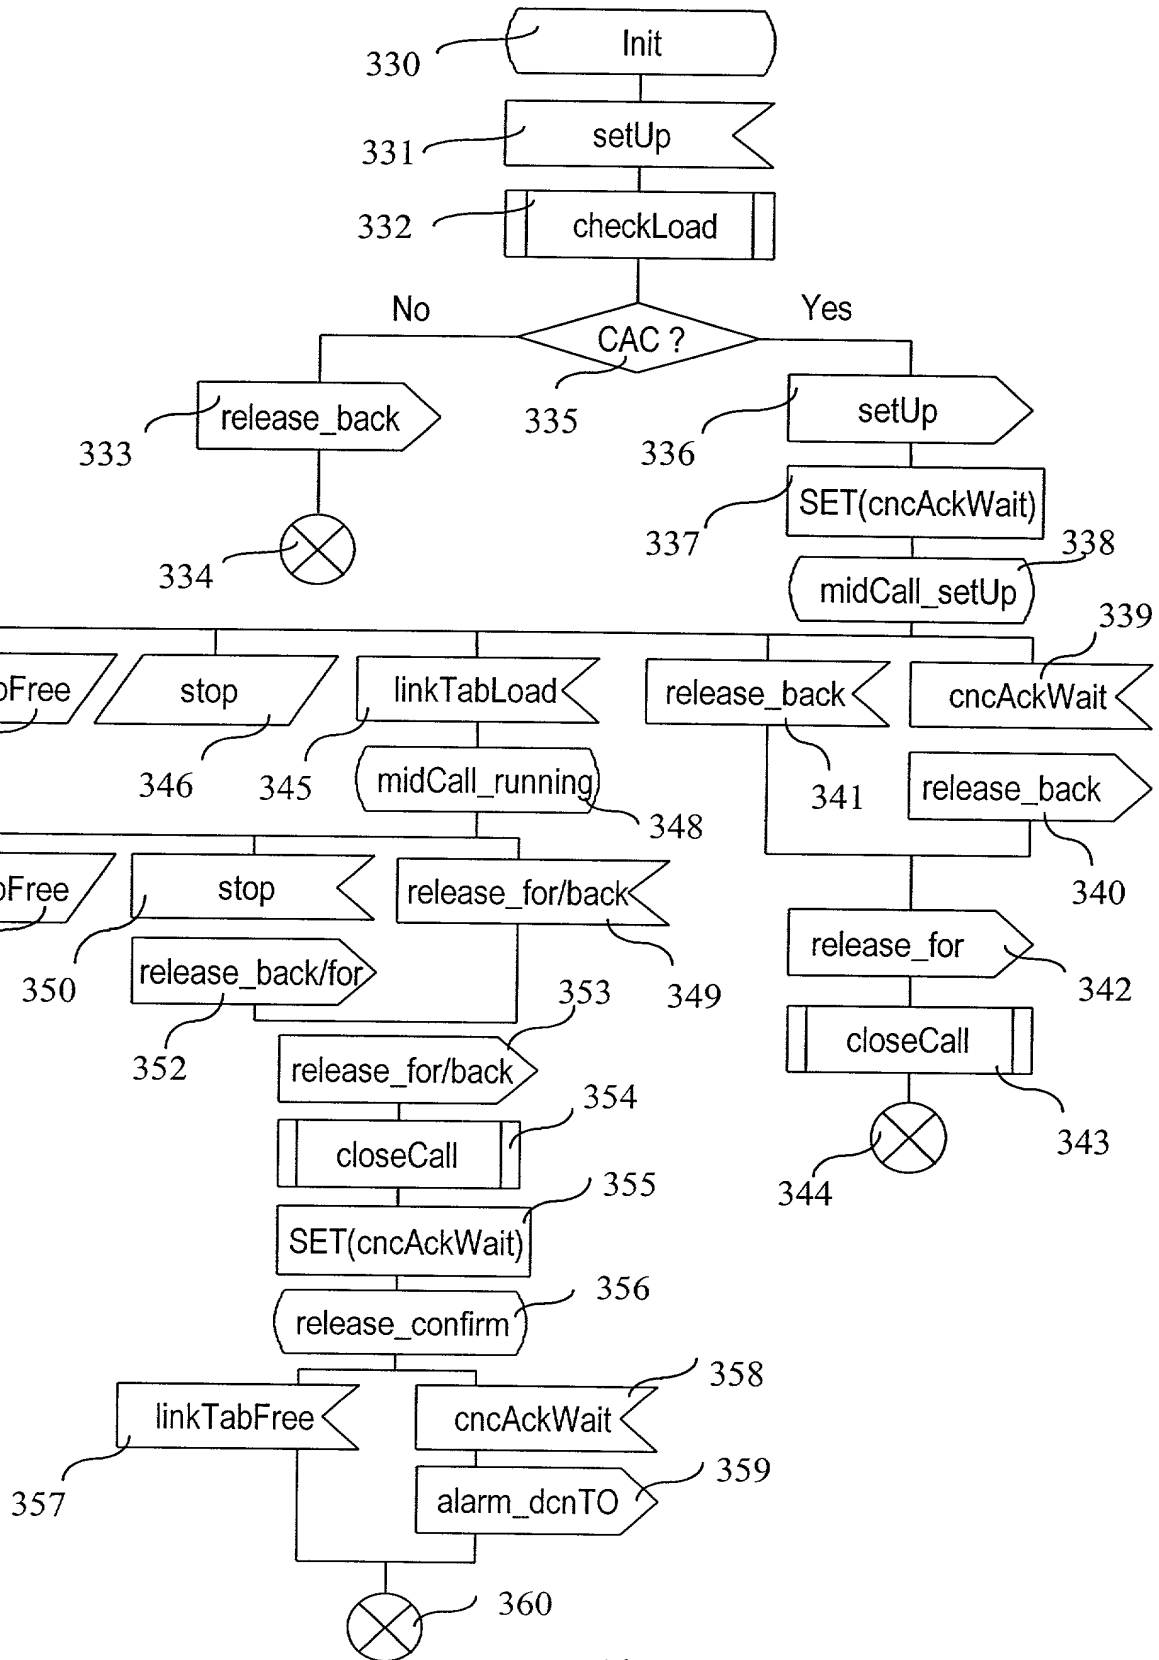 Init
330
setUp
331
checkLoad
332
No
Yes
CAC ?
335
release_back
333
setUp
336
SET(cncAckWait)
337
334
338
midCall_setUp
339
bFree
stop
linkTabLoad
release_back
cncAckWait
346
345
midCall_running
341
release_back
348
340
bFree
stop
release_for/back
release_for
342
350
release_back/for
349
353
352
release_for/back
closeCall
343
354
closeCall
344
355
SET(cncAckWait)
356
release_confirm
358
linkTabFree
cncAckWait
357
359
alarm_dcnTO
360